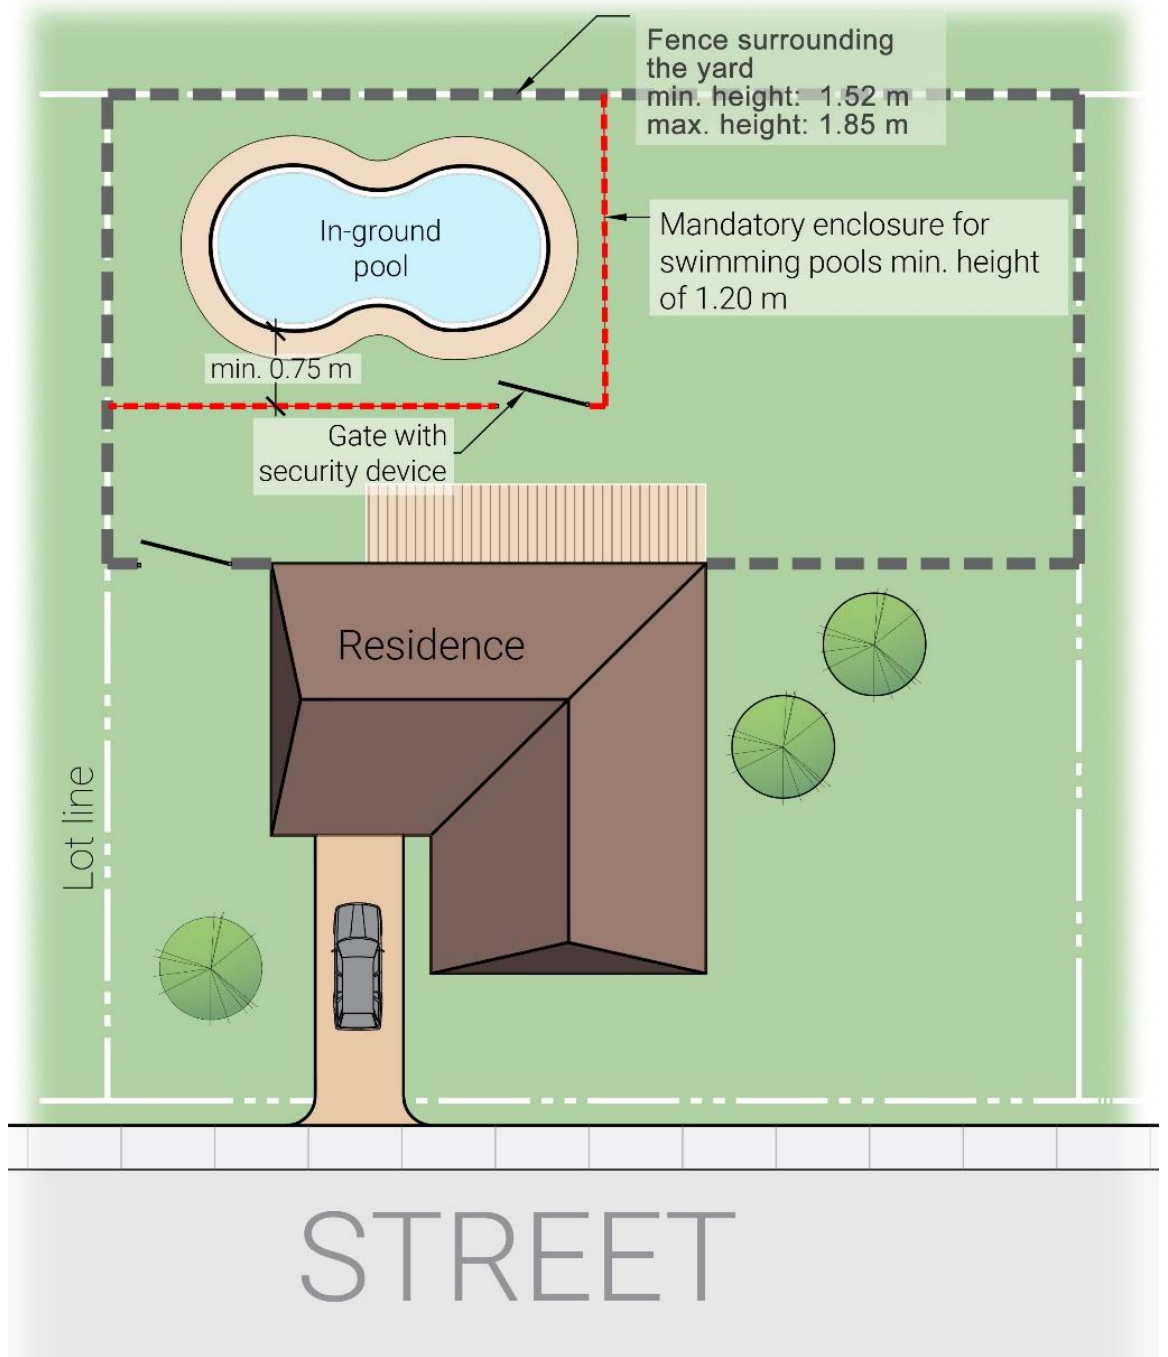 Fence surrounding
the yard
min. height: 1.52 m
max. height: 1.85 m
In-ground
pool
Mandatory enclosure for
swimming pools min. height
of 1.20 m
min. 0.75 m
Gate with
security device
Residence
Lot line
STREET